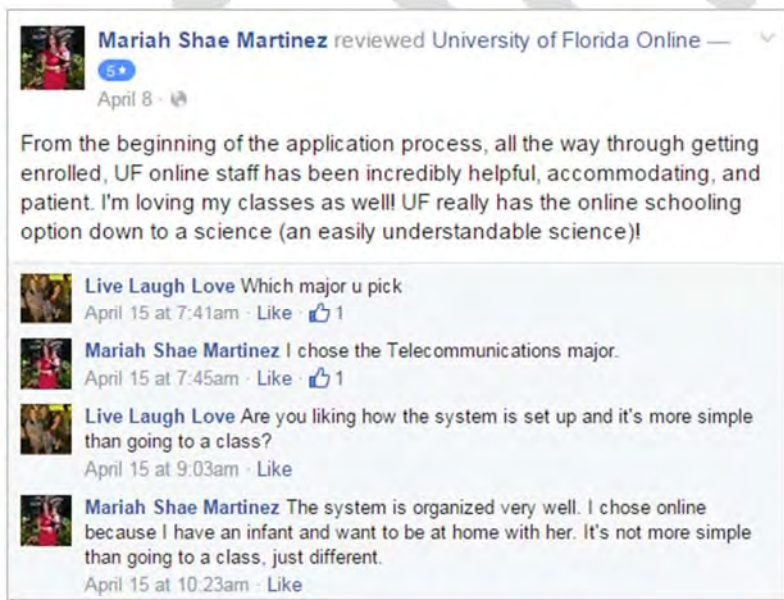 Mariah Shae Martinez reviewed University of Florida Online —
5★
April 8 ·
From the beginning of the application process, all the way through getting
enrolled, UF online staff has been incredibly helpful, accommodating, and
patient. I'm loving my classes as well! UF really has the online schooling
option down to a science (an easily understandable science)!
Live Laugh Love Which major u pick
April 15 at 7:41am · Like · 1
Mariah Shae Martinez I chose the Telecommunications major.
April 15 at 7:45am · Like · 1
Live Laugh Love Are you liking how the system is set up and it's more simple
than going to a class?
April 15 at 9:03am · Like
Mariah Shae Martinez The system is organized very well. I chose online
because I have an infant and want to be at home with her. It's not more simple
than going to a class, just different.
April 15 at 10:23am · Like